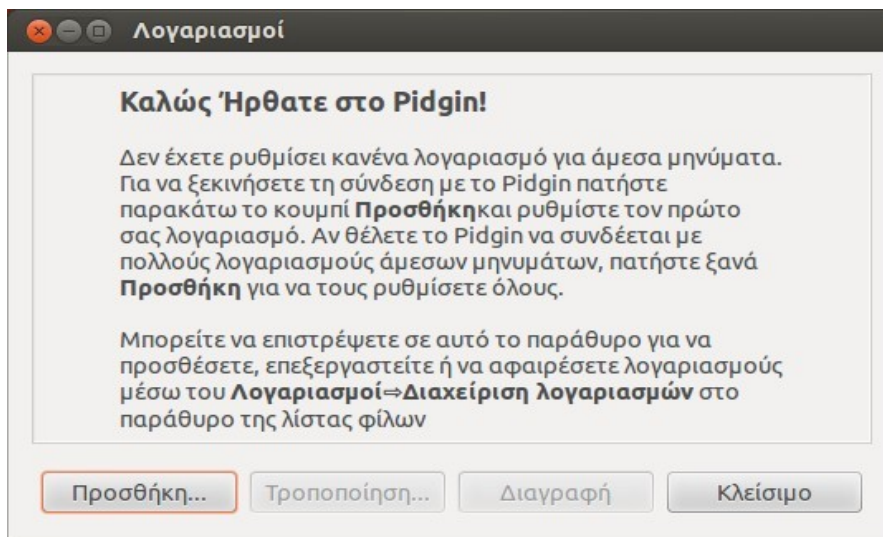 Λογαριασμοί
Καλώς Ήρθατε στο Pidgin!
Δεν έχετε ρυθμίσει κανένα λογαριασμό για άμεσα μηνύματα.
Για να ξεκινήσετε τη σύνδεση με το Pidgin πατήστε
παρακάτω το κουμπί Προσθήκηκαι ρυθμίστε τον πρώτο
σας λογαριασμό. Αν θέλετε το Pidgin να συνδέεται με
πολλούς λογαριασμούς άμεσων μηνυμάτων, πατήστε ξανά
Προσθήκη για να τους ρυθμίσετε όλους.
Μπορείτε να επιστρέψετε σε αυτό το παράθυρο για να
προσθέσετε, επεξεργαστείτε ή να αφαιρέσετε λογαριασμούς
μέσω του Λογαριασμοί⇨Διαχείριση λογαριασμών στο
παράθυρο της λίστας φίλων
Προσθήκη... Τροποποίηση... Διαγραφή Κλείσιμο